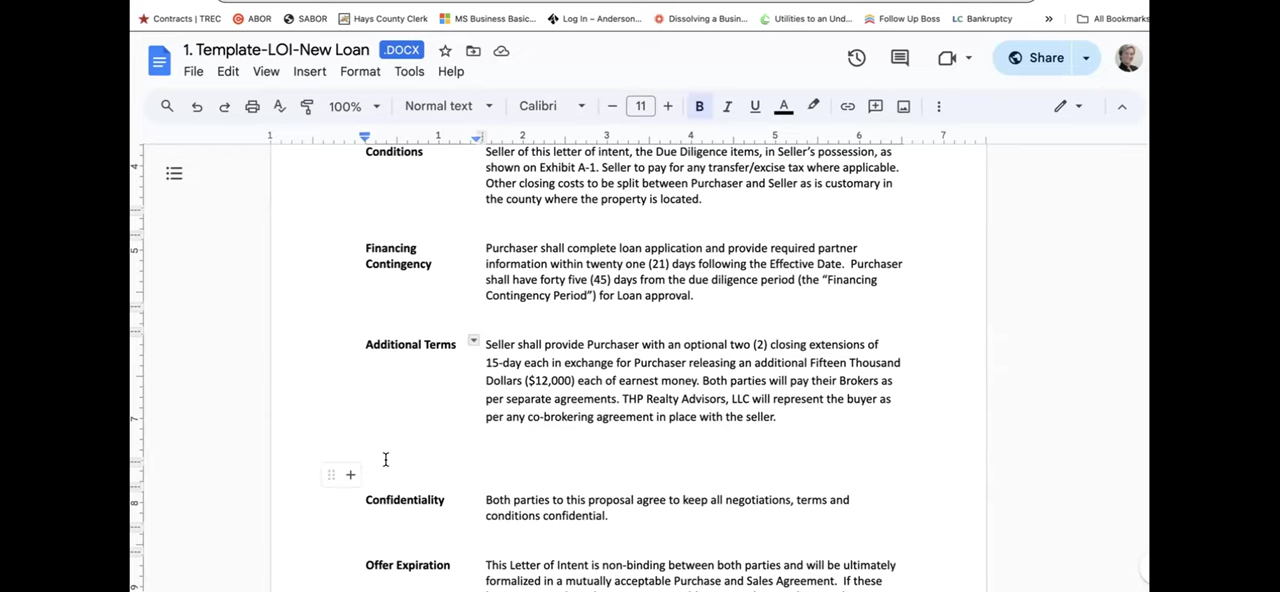 Contracts | TREC ABOR SABOR Hays County Clerk MS Business Basic... Log In – Anderson... Dissolving a Busin... Utilities to an Und... Follow Up Boss LC Bankruptcy » All Bookmarks
1. Template-LOI-New Loan .DOCX
Share
File Edit View Insert Format Tools Help
100% Normal text Calibri − 11 + B I U A
1 1 2 3 4 5 6 7
Conditions Seller of this letter of intent, the Due Diligence items, in Seller’s possession, as
shown on Exhibit A-1. Seller to pay for any transfer/excise tax where applicable.
Other closing costs to be split between Purchaser and Seller as is customary in
the county where the property is located.
Financing Purchaser shall complete loan application and provide required partner
Contingency information within twenty one (21) days following the Effective Date. Purchaser
shall have forty five (45) days from the due diligence period (the “Financing
Contingency Period”) for Loan approval.
Additional Terms Seller shall provide Purchaser with an optional two (2) closing extensions of
15-day each in exchange for Purchaser releasing an additional Fifteen Thousand
Dollars ($12,000) each of earnest money. Both parties will pay their Brokers as
per separate agreements. THP Realty Advisors, LLC will represent the buyer as
per any co-brokering agreement in place with the seller.
Confidentiality Both parties to this proposal agree to keep all negotiations, terms and
conditions confidential.
Offer Expiration This Letter of Intent is non-binding between both parties and will be ultimately
formalized in a mutually acceptable Purchase and Sales Agreement. If these